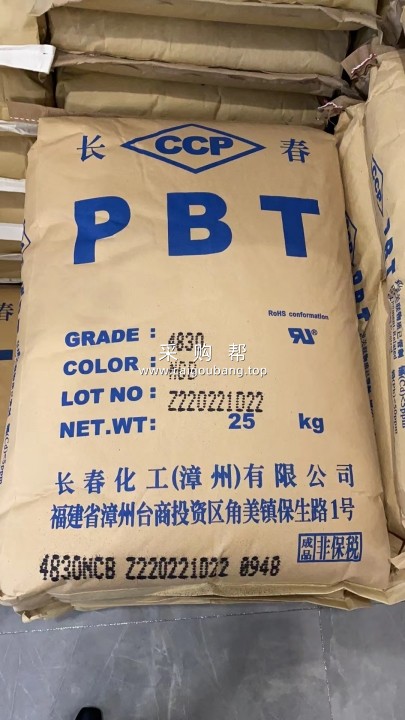 长 CCP 春
PBT
RoHS conformation
GRADE: 4830
COLOR: NCB
LOT NO: Z220221022
NET.WT: 25 kg
采购帮
www.caigoubang.top
长春化工(漳州)有限公司
福建省漳州台商投资区角美镇保生路1号
成品 非保税
4830NCB Z220221022 0948